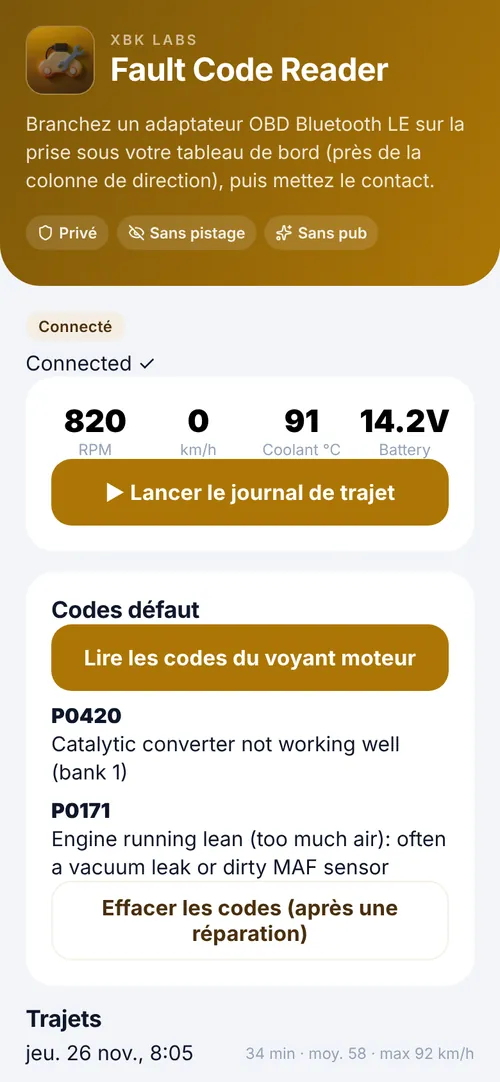 XBK LABS
Fault Code Reader
Branchez un adaptateur OBD Bluetooth LE sur la
prise sous votre tableau de bord (près de la
colonne de direction), puis mettez le contact.
Privé Sans pistage Sans pub
Connecté
Connected ✓
820 0 91 14.2V
RPM km/h Coolant °C Battery
▶ Lancer le journal de trajet
Codes défaut
Lire les codes du voyant moteur
P0420
Catalytic converter not working well
(bank 1)
P0171
Engine running lean (too much air): often
a vacuum leak or dirty MAF sensor
Effacer les codes (après une
réparation)
Trajets
jeu. 26 nov., 8:05 34 min · moy. 58 · max 92 km/h